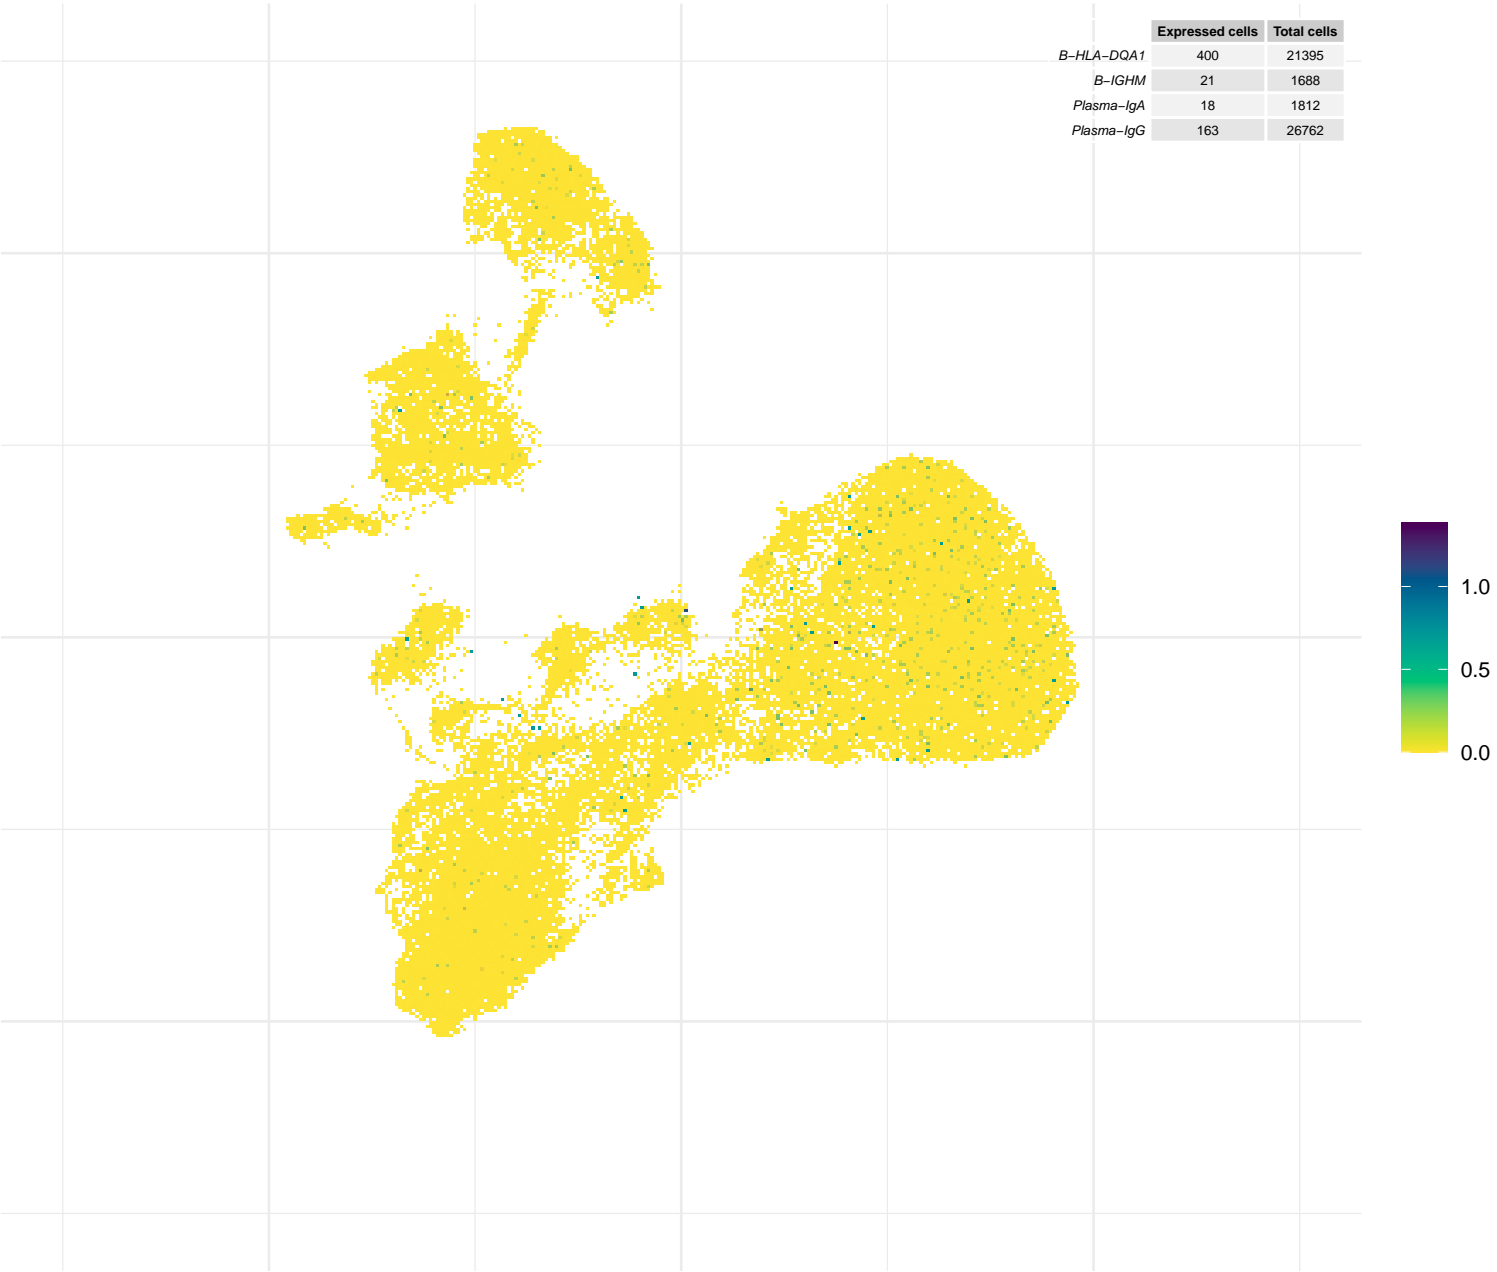 Expressed cells Total cells
B−HLA−DQA1 400 21395
B−IGHM 21 1688
Plasma−IgA 18 1812
Plasma−IgG 163 26762
1.0
0.5
0.0